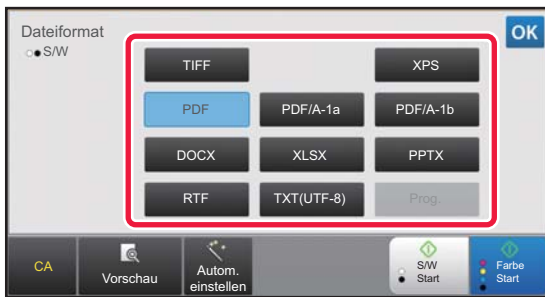 Dateiformat
OK
S/W
TIFF
XPS
PDF
PDF/A-1a
PDF/A-1b
DOCX
XLSX
PPTX
RTF
TXT(UTF-8)
Prog.
CA
Vorschau
Autom.
einstellen
S/W
Start
Farbe
Start